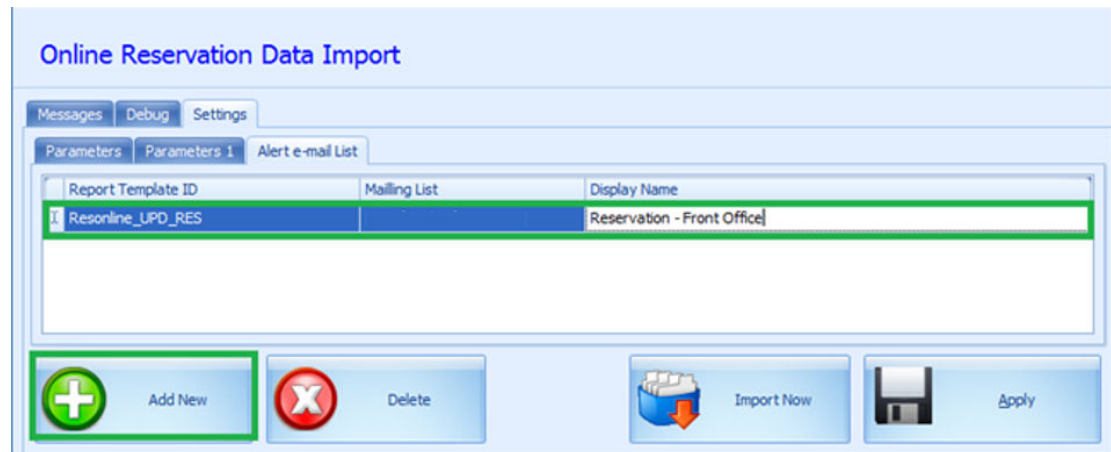 Online Reservation Data Import
Messages Debug Settings
Parameters Parameters 1 Alert e-mail List
Report Template ID Mailling List Display Name
Resonline_UPD_RES Reservation - Front Office
Add New Delete Import Now Apply